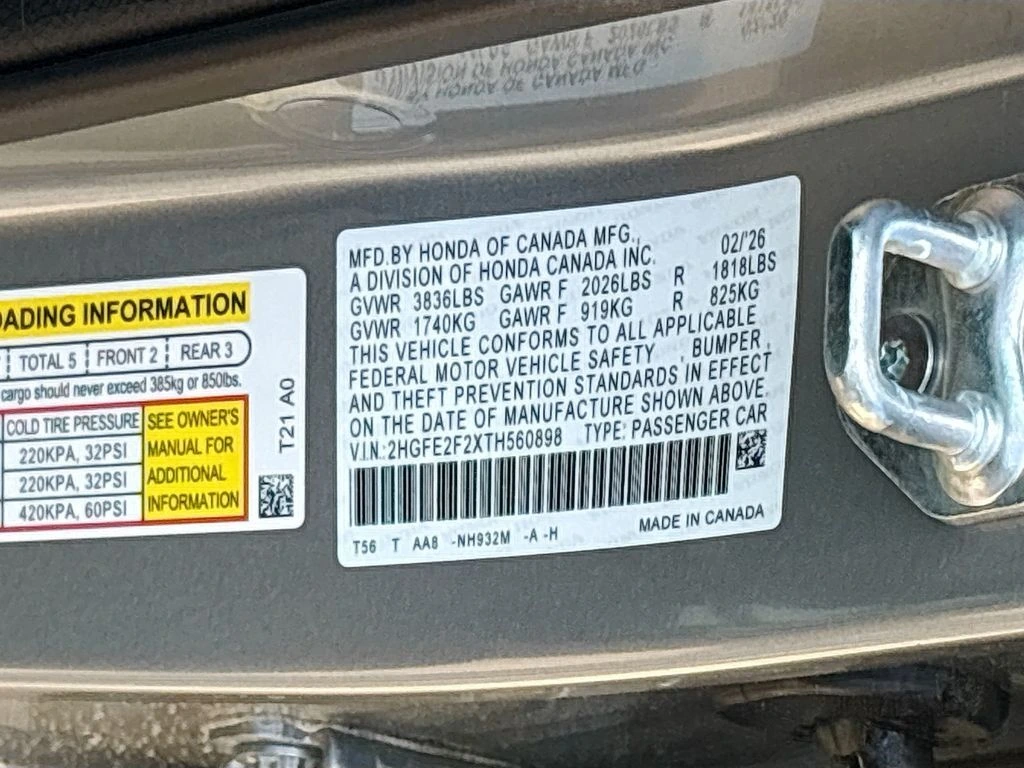 OADING INFORMATION
TOTAL 5 FRONT 2 REAR 3
cargo should never exceed 385kg or 850lbs.
COLD TIRE PRESSURE
220KPA, 32PSI
220KPA, 32PSI
420KPA, 60PSI
SEE OWNER'S
MANUAL FOR
ADDITIONAL
INFORMATION
T21 A0
MFD.BY HONDA OF CANADA MFG., 02/'26
A DIVISION OF HONDA CANADA INC.
GVWR 3836LBS GAWR F 2026LBS R 1818LBS
GVWR 1740KG GAWR F 919KG R 825KG
THIS VEHICLE CONFORMS TO ALL APPLICABLE
FEDERAL MOTOR VEHICLE SAFETY , BUMPER,
AND THEFT PREVENTION STANDARDS IN EFFECT
ON THE DATE OF MANUFACTURE SHOWN ABOVE.
V.I.N.:2HGFE2F2XTH560898 TYPE: PASSENGER CAR
T56 T AA8 -NH932M -A -H MADE IN CANADA